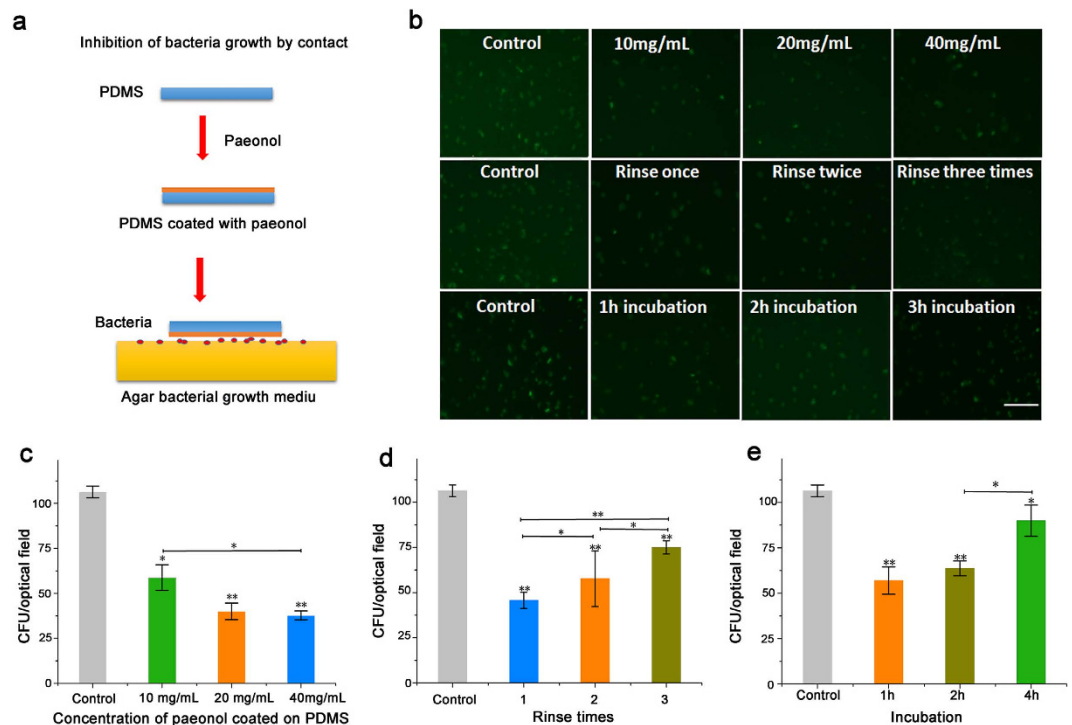 a
Inhibition of bacteria growth by contact
PDMS
Paeonol
PDMS coated with paeonol
Bacteria
Agar bacterial growth mediu
b
Control 10mg/mL 20mg/mL 40mg/mL
Control Rinse once Rinse twice Rinse three times
Control 1h incubation 2h incubation 3h incubation
c
CFU/optical field
100
75
50
25
0
*
**
**
*
Control 10 mg/mL 20 mg/mL 40mg/mL
Concentration of paeonol coated on PDMS
d
CFU/optical field
100
75
50
25
0
**
*
*
**
**
**
Control 1 2 3
Rinse times
e
CFU/optical field
100
75
50
25
0
*
**
**
*
Control 1h 2h 4h
Incubation